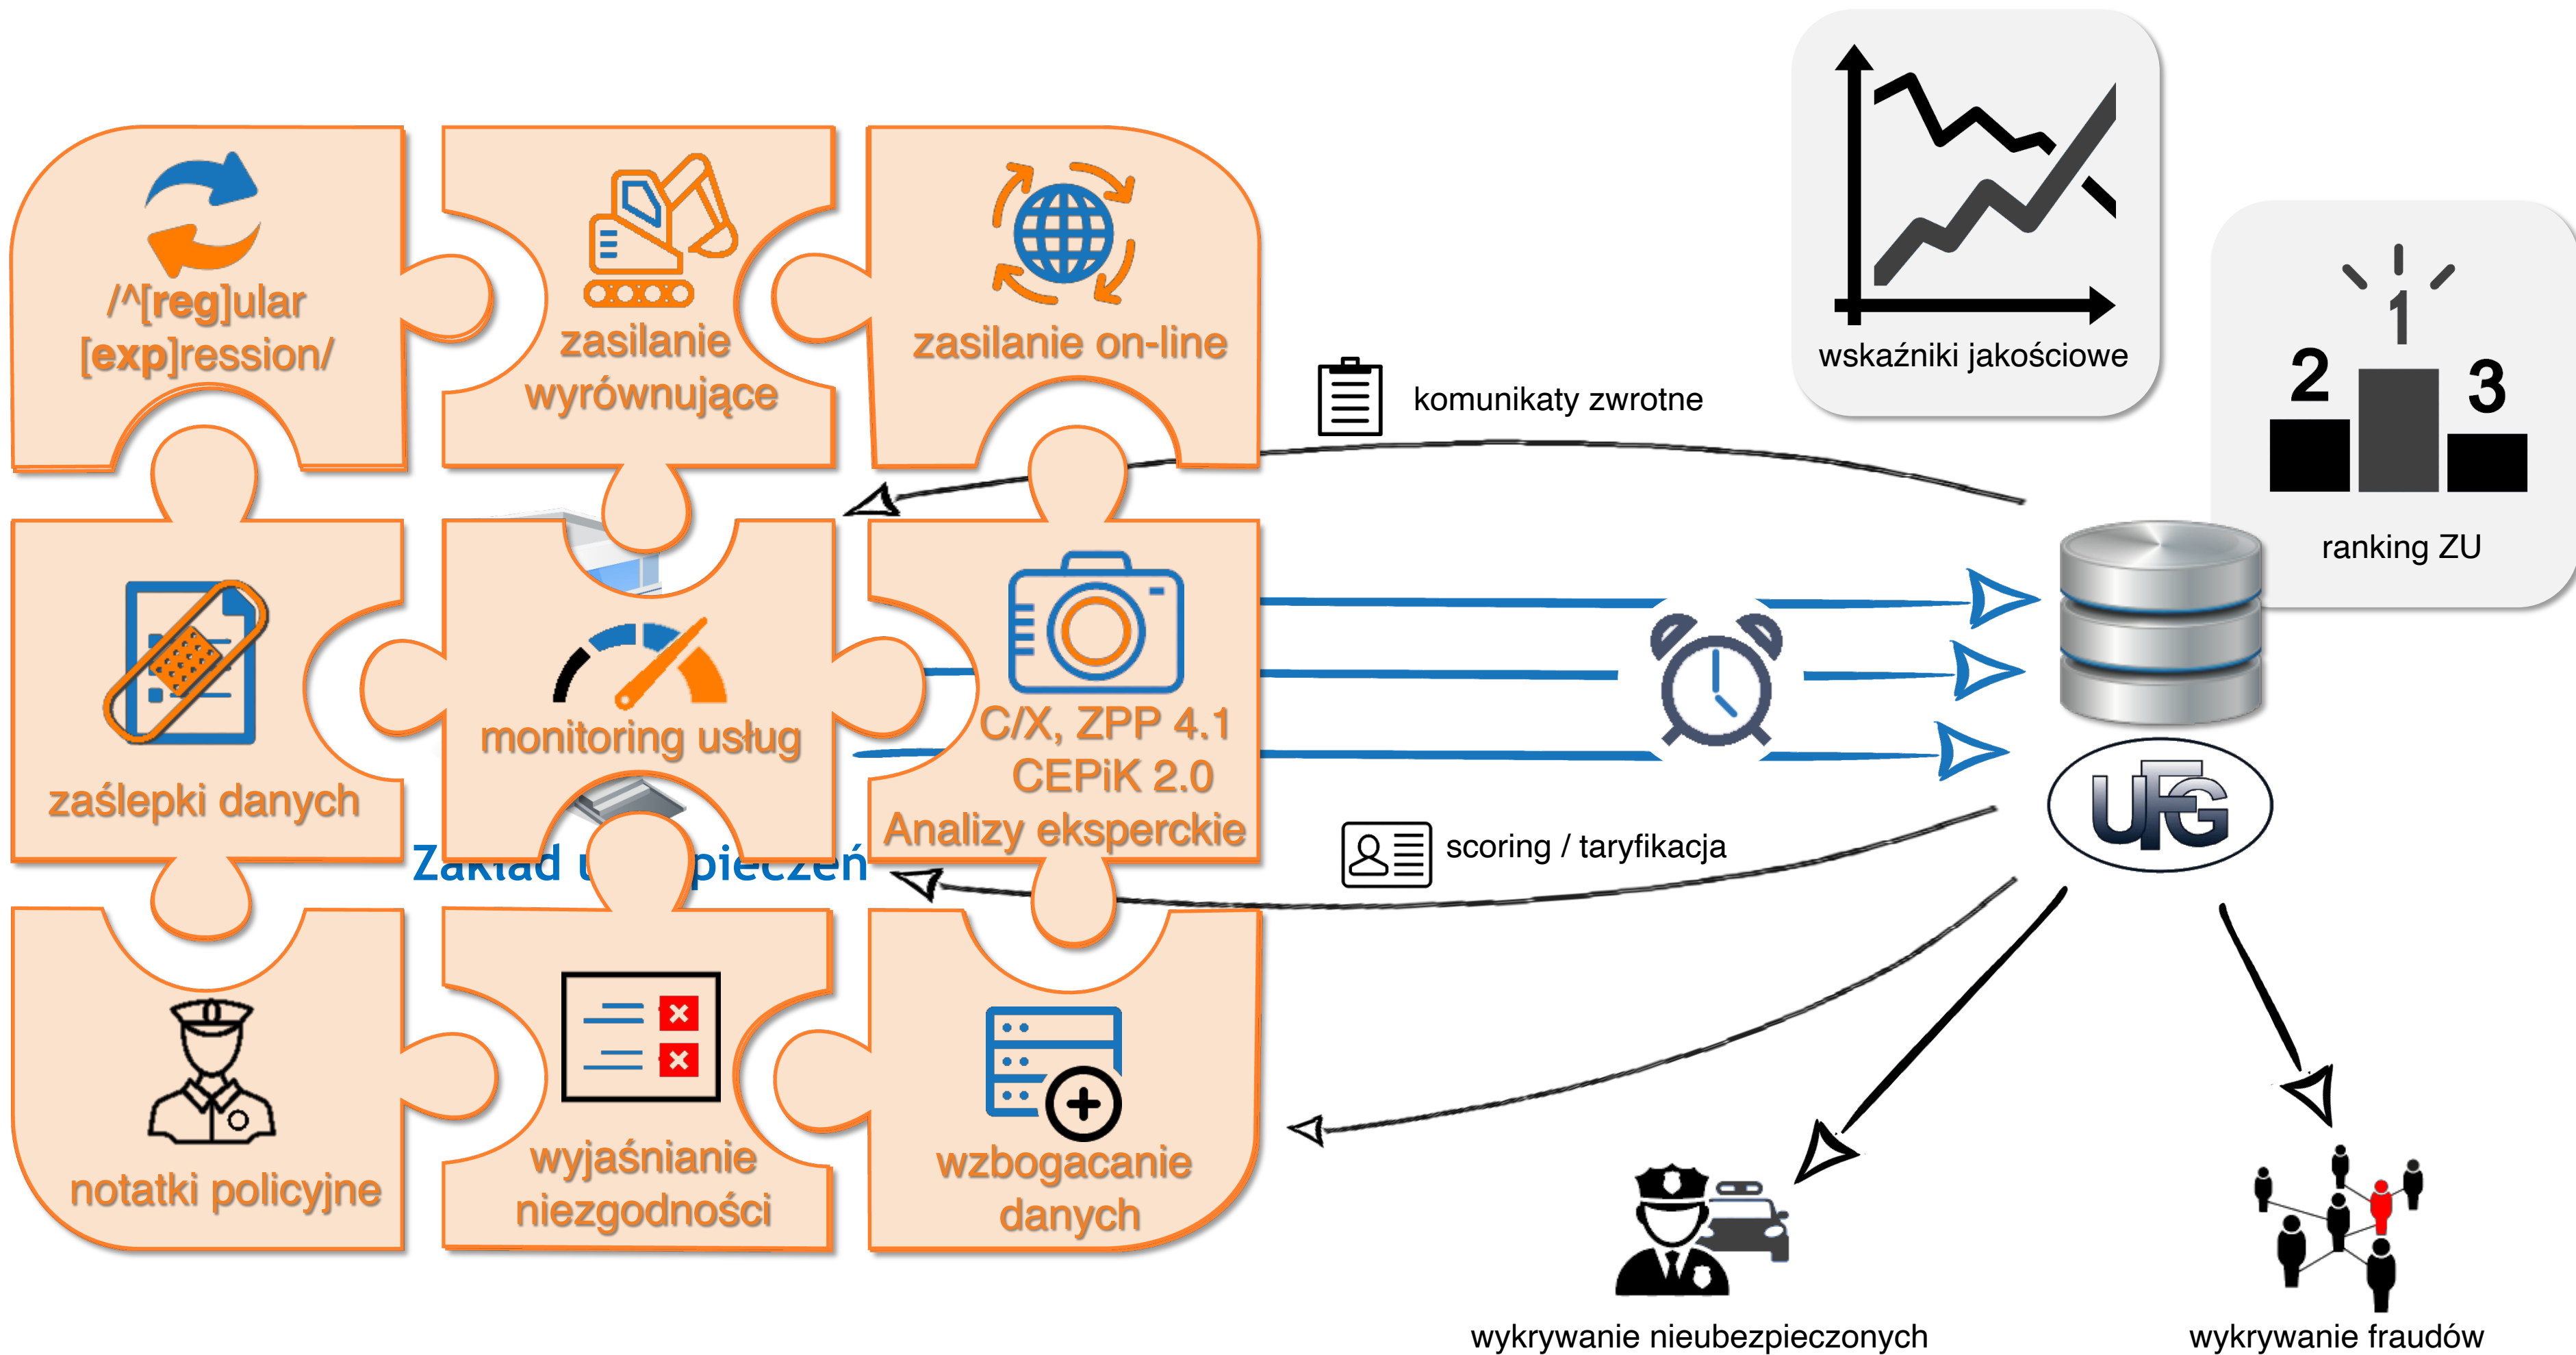 /^[reg]ular
[exp]ression/
zasilanie
wyrównujące
zasilanie on-line
zaślepki danych
monitoring usług
C/X, ZPP 4.1
CEPiK 2.0
Analizy eksperckie
Zakład u pieczeń
notatki policyjne
wyjaśnianie
niezgodności
wzbogacanie
danych
komunikaty zwrotne
scoring / taryfikacja
wskaźniki jakościowe
1
2
3
ranking ZU
UFG
wykrywanie nieubezpieczonych
wykrywanie fraudów